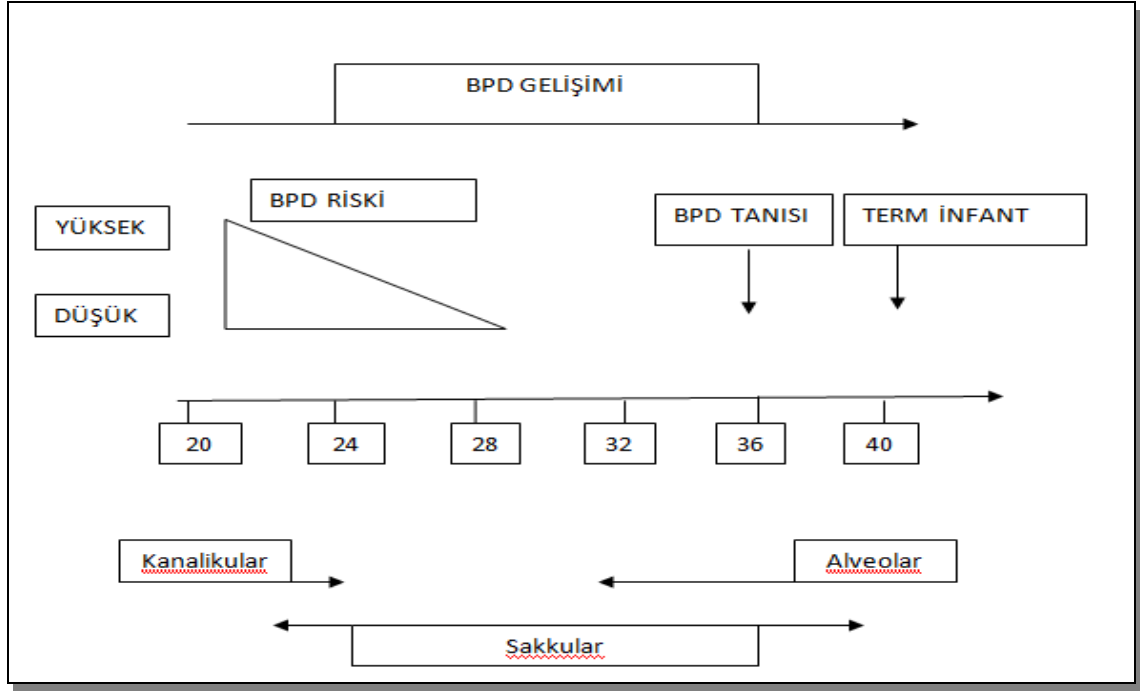 BPD GELİŞİMİ
BPD RİSKİ
YÜKSEK
DÜŞÜK
BPD TANISI
TERM İNFANT
20
24
28
32
36
40
Kanalikular
Alveolar
Sakkular